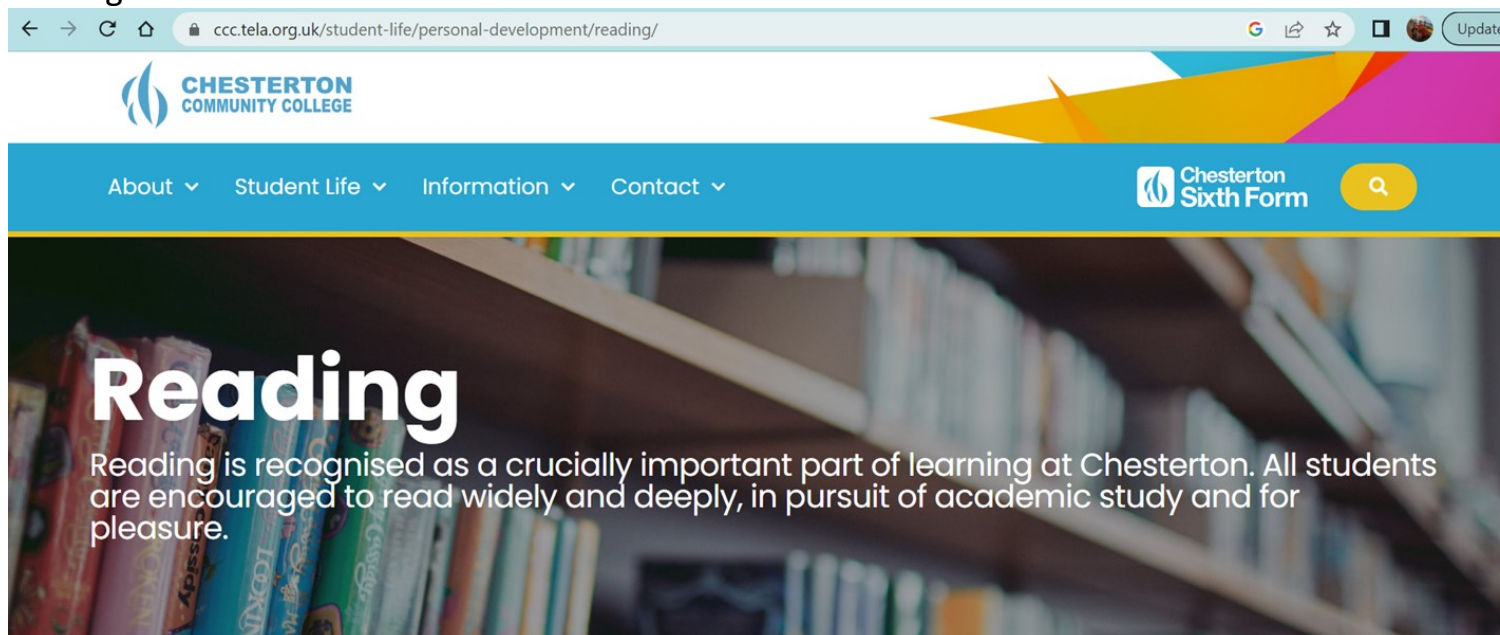 ccc.tela.org.uk/student-life/personal-development/reading/
Update
CHESTERTON
COMMUNITY COLLEGE
About
Student Life
Information
Contact
Chesterton
Sixth Form
Reading
Reading is recognised as a crucially important part of learning at Chesterton. All students
are encouraged to read widely and deeply, in pursuit of academic study and for
pleasure.
Cassidy
LOOKIN